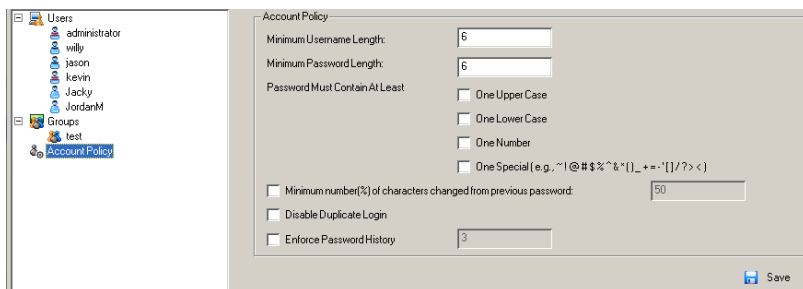 Users
administrator
willy
jason
kevin
Jacky
JordanM
Groups
test
Account Policy
Account Policy
Minimum Username Length: 6
Minimum Password Length: 6
Password Must Contain At Least
One Upper Case
One Lower Case
One Number
One Special ( e.g., ~ ! @ # $ % ^ & * ( ) _ + = - ' [ ] / ? > < )
Minimum number(%) of characters changed from previous password: 50
Disable Duplicate Login
Enforce Password History 3
Save